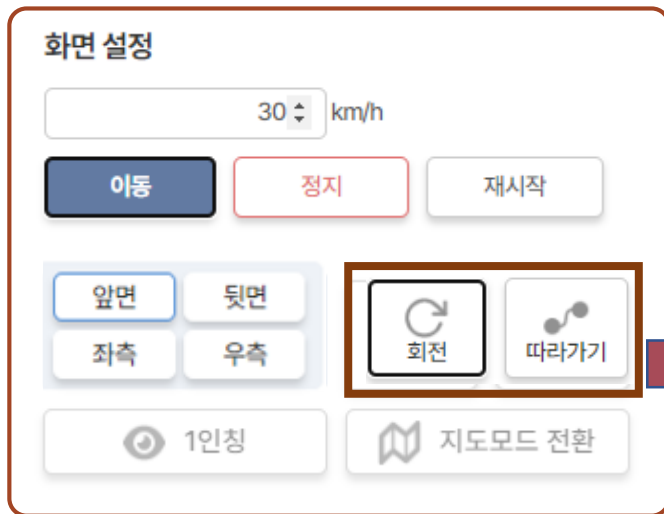 화면 설정
30 km/h
이동 정지 재시작
앞면 뒷면
좌측 우측
회전 따라가기
1인칭 지도모드 전환